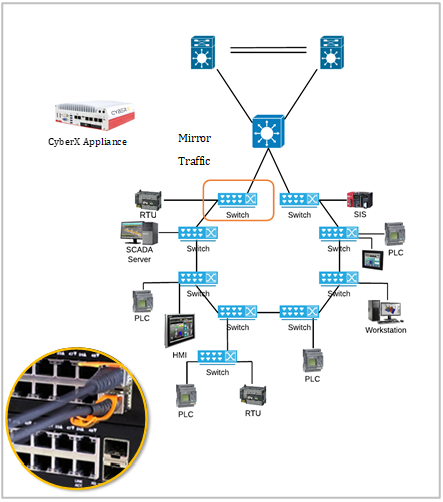 CYBERX
CyberX Appliance
Mirror
Traffic
RTU
Switch
Switch
SIS
SCADA
Server
Switch
Switch
PLC
PLC
Switch
Switch
HMI
Switch
Switch
Workstation
Switch
PLC
PLC
RTU